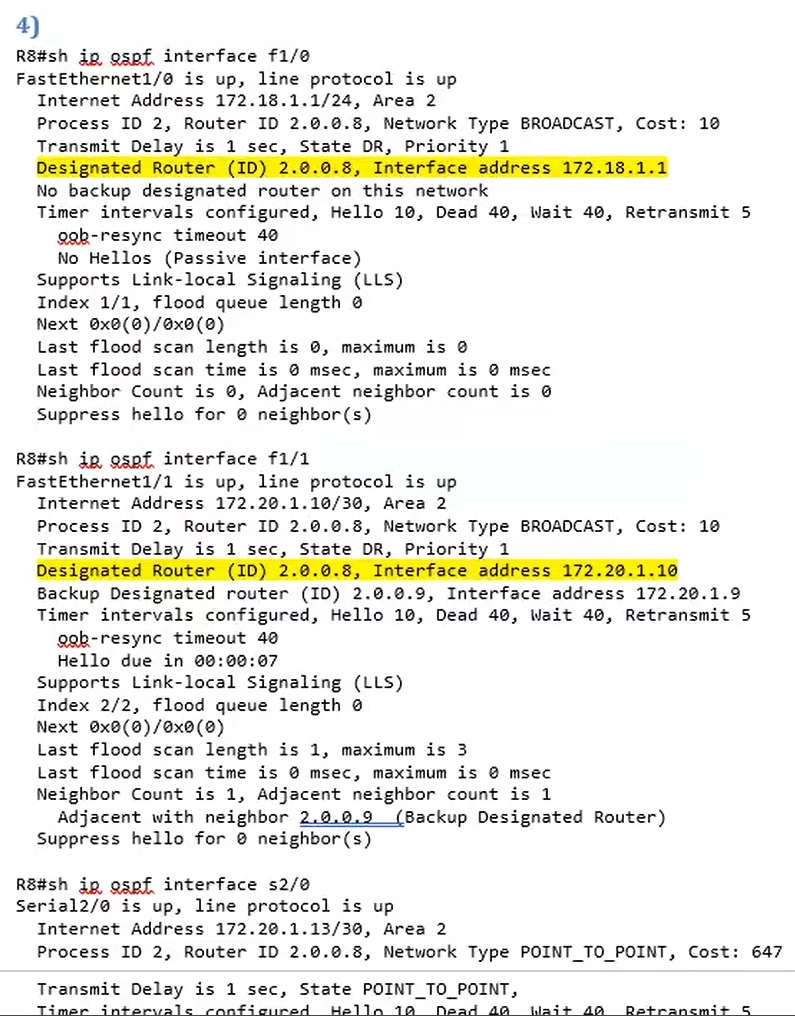 4)
R8#sh ip ospf interface f1/0
FastEthernet1/0 is up, line protocol is up
Internet Address 172.18.1.1/24, Area 2
Process ID 2, Router ID 2.0.0.8, Network Type BROADCAST, Cost: 10
Transmit Delay is 1 sec, State DR, Priority 1
Designated Router (ID) 2.0.0.8, Interface address 172.18.1.1
No backup designated router on this network
Timer intervals configured, Hello 10, Dead 40, Wait 40, Retransmit 5
oob-resync timeout 40
No Hellos (Passive interface)
Supports Link-local Signaling (LLS)
Index 1/1, flood queue length 0
Next 0x0(0)/0x0(0)
Last flood scan length is 0, maximum is 0
Last flood scan time is 0 msec, maximum is 0 msec
Neighbor Count is 0, Adjacent neighbor count is 0
Suppress hello for 0 neighbor(s)
R8#sh ip ospf interface f1/1
FastEthernet1/1 is up, line protocol is up
Internet Address 172.20.1.10/30, Area 2
Process ID 2, Router ID 2.0.0.8, Network Type BROADCAST, Cost: 10
Transmit Delay is 1 sec, State DR, Priority 1
Designated Router (ID) 2.0.0.8, Interface address 172.20.1.10
Backup Designated router (ID) 2.0.0.9, Interface address 172.20.1.9
Timer intervals configured, Hello 10, Dead 40, Wait 40, Retransmit 5
oob-resync timeout 40
Hello due in 00:00:07
Supports Link-local Signaling (LLS)
Index 2/2, flood queue length 0
Next 0x0(0)/0x0(0)
Last flood scan length is 1, maximum is 3
Last flood scan time is 0 msec, maximum is 0 msec
Neighbor Count is 1, Adjacent neighbor count is 1
Adjacent with neighbor 2.0.0.9  (Backup Designated Router)
Suppress hello for 0 neighbor(s)
R8#sh ip ospf interface s2/0
Serial2/0 is up, line protocol is up
Internet Address 172.20.1.13/30, Area 2
Process ID 2, Router ID 2.0.0.8, Network Type POINT_TO_POINT, Cost: 647
Transmit Delay is 1 sec, State POINT_TO_POINT,
Timer intervals configured, Hello 10, Dead 40, Wait 40, Retransmit 5